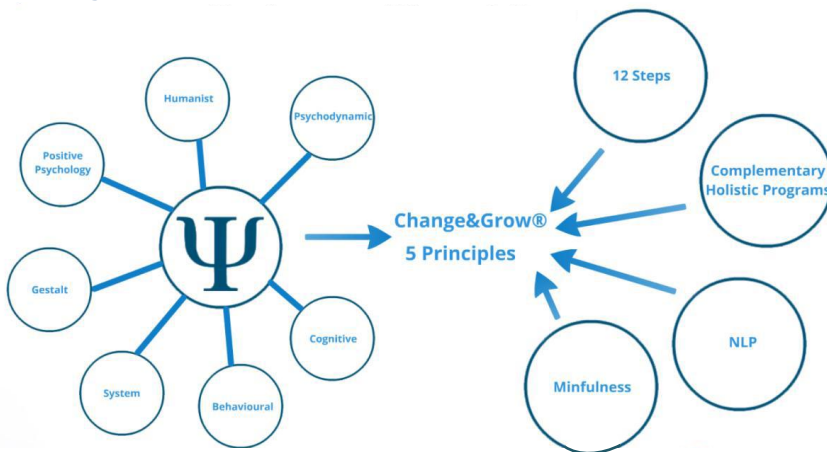 Humanist
Psychodynamic
Positive
Psychology
Ψ
Gestalt
System
Behavioural
Cognitive
Change&Grow®
5 Principles
12 Steps
Complementary
Holistic Programs
NLP
Minfulness